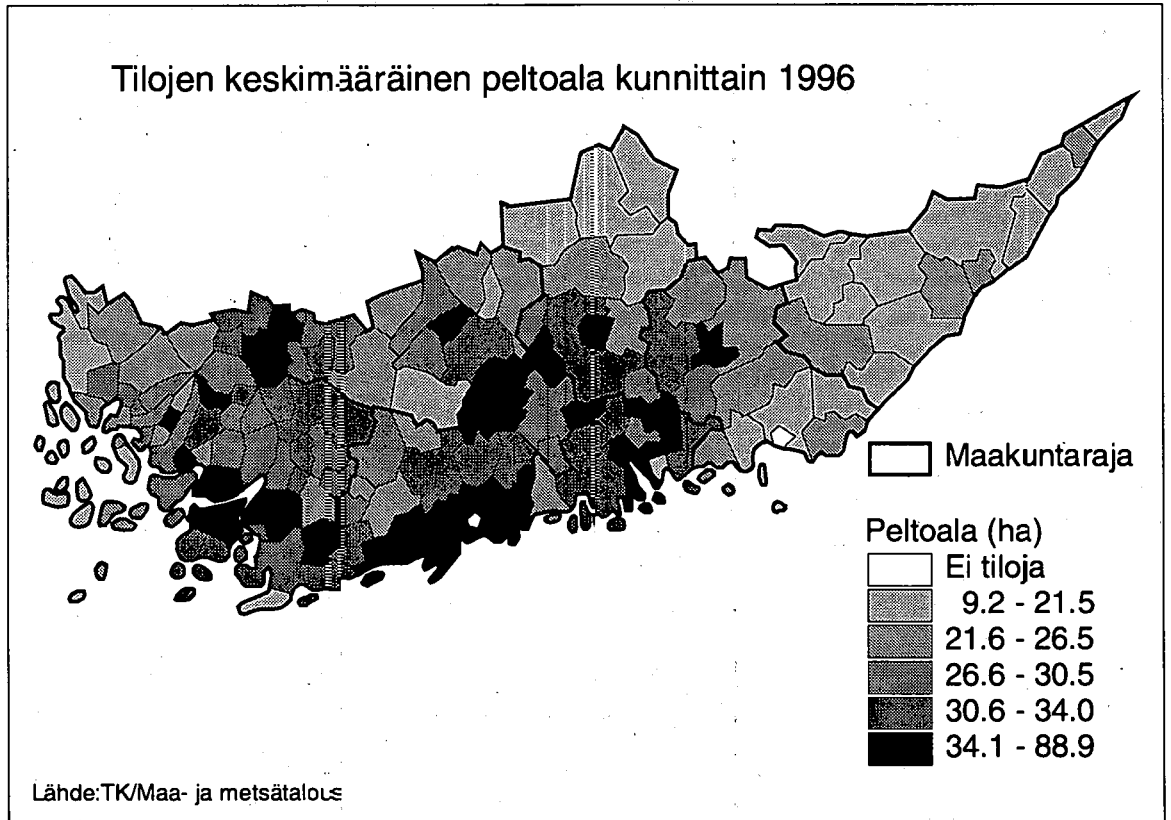 Tilojen keskimääräinen peltoala kunnittain 1996
Maakuntaraja
Peltoala (ha)
Ei tiloja
9.2 - 21.5
21.6 - 26.5
26.6 - 30.5
30.6 - 34.0
34.1 - 88.9
Lähde:TK/Maa- ja metsätalous